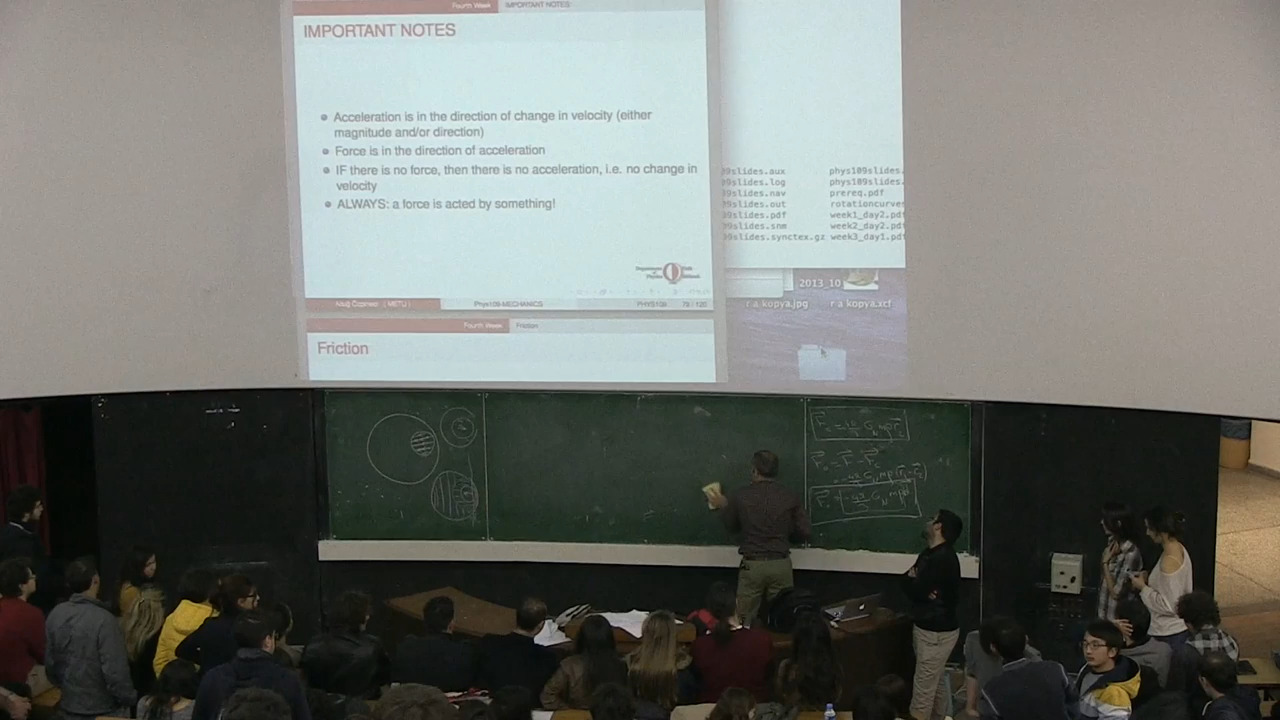 Fourth Week
IMPORTANT NOTES:
IMPORTANT NOTES
Acceleration is in the direction of change in velocity (either
magnitude and/or direction)
Force is in the direction of acceleration
IF there is no force, then there is no acceleration, i.e. no change in
velocity
ALWAYS: a force is acted by something!
( METU )
Phys109-MECHANICS
PHYS109
79 / 120
Fourth Week
Friction
Friction
9slides.aux phys109slides.
9slides.log phys109slides.
9slides.nav prereq.pdf
9slides.out rotationcurve
9slides.pdf week1_day2.pdf
9slides.snm week2_day2.pdf
9slides.synctex.gz week3_day1.pdf
2013_10
r a kopya.jpg
r a kopya.xcf